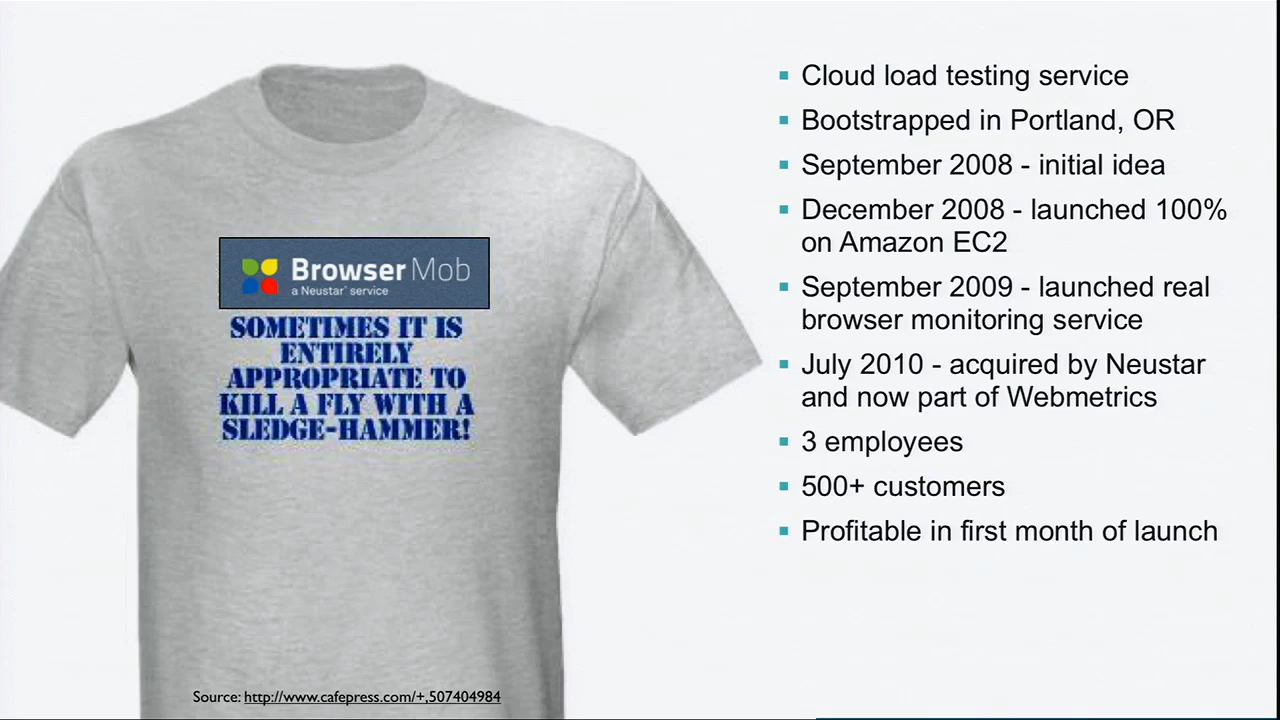 BrowserMob
a Neustar® service
SOMETIMES IT IS
ENTIRELY
APPROPRIATE TO
KILL A FLY WITH A
SLEDGE-HAMMER!
Source: http://www.cafepress.com/+,507404984
Cloud load testing service
Bootstrapped in Portland, OR
September 2008 - initial idea
December 2008 - launched 100%
on Amazon EC2
September 2009 - launched real
browser monitoring service
July 2010 - acquired by Neustar
and now part of Webmetrics
3 employees
500+ customers
Profitable in first month of launch